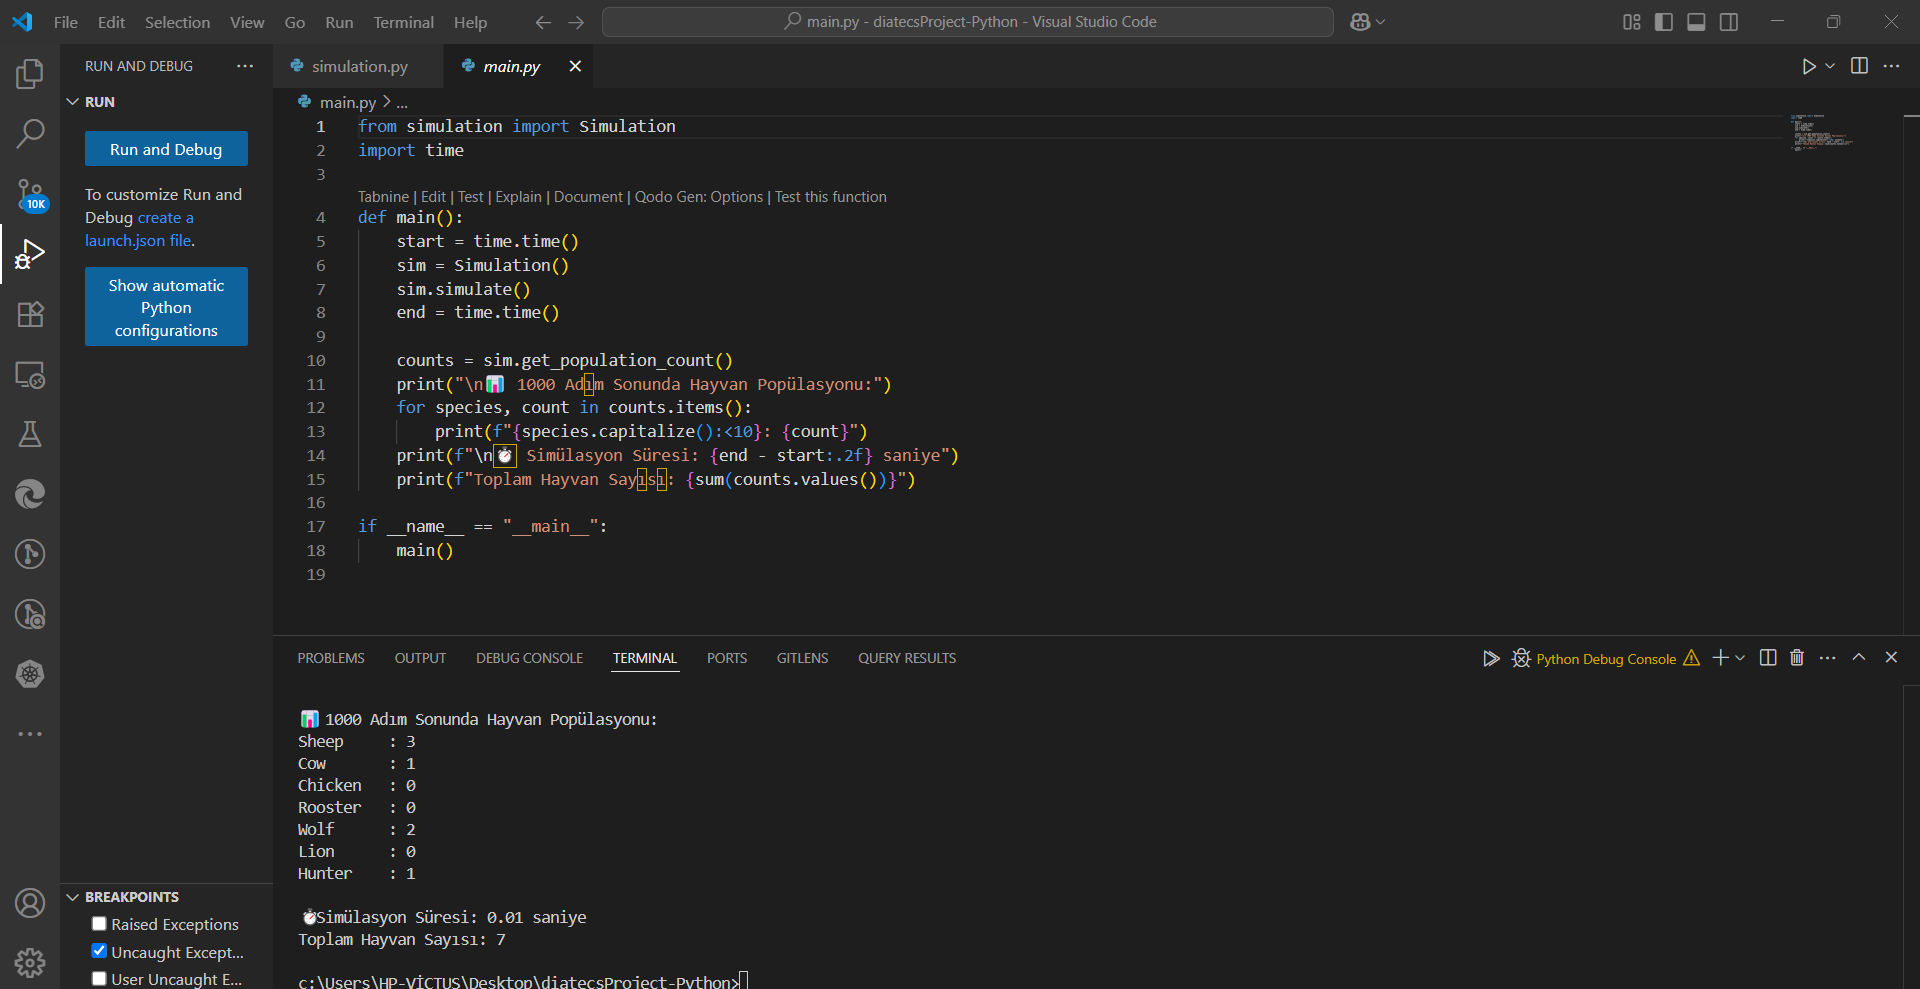 File Edit Selection View Go Run Terminal Help
main.py - diatecsProject-Python - Visual Studio Code
RUN AND DEBUG
RUN
Run and Debug
To customize Run and
Debug create a
launch.json file.
Show automatic
Python
configurations
10K
simulation.py
main.py
main.py > ...
1 from simulation import Simulation
2 import time
3
Tabnine | Edit | Test | Explain | Document | Qodo Gen: Options | Test this function
4 def main():
5     start = time.time()
6     sim = Simulation()
7     sim.simulate()
8     end = time.time()
9
10     counts = sim.get_population_count()
11     print("\n📊 1000 Adım Sonunda Hayvan Popülasyonu:")
12     for species, count in counts.items():
13         print(f"{species.capitalize():<10}: {count}")
14     print(f"\n⏱ Simülasyon Süresi: {end - start:.2f} saniye")
15     print(f"Toplam Hayvan Sayısı: {sum(counts.values())}")
16
17 if __name__ == "__main__":
18     main()
19
PROBLEMS OUTPUT DEBUG CONSOLE TERMINAL PORTS GITLENS QUERY RESULTS
Python Debug Console
📊 1000 Adım Sonunda Hayvan Popülasyonu:
Sheep     : 3
Cow       : 1
Chicken   : 0
Rooster   : 0
Wolf      : 2
Lion      : 0
Hunter    : 1
⏱Simülasyon Süresi: 0.01 saniye
Toplam Hayvan Sayısı: 7
c:\Users\HP-VİCTUS\Desktop\diatecsProject-Python>
BREAKPOINTS
Raised Exceptions
Uncaught Except...
User Uncaught E...